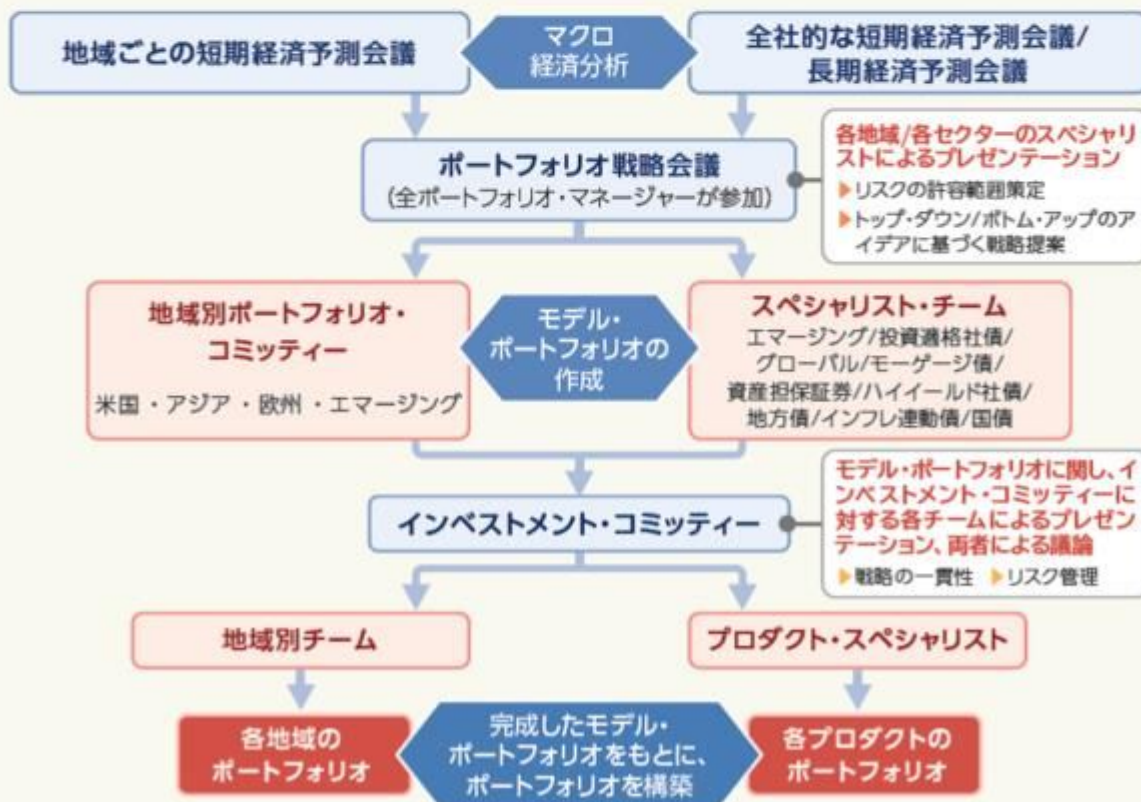 地域ごとの短期経済予測会議
マクロ
経済分析
全社的な短期経済予測会議/
長期経済予測会議
ポートフォリオ戦略会議
(全ポートフォリオ・マネージャーが参加)
各地域/各セクターのスペシャリ
ストによるプレゼンテーション
▶リスクの許容範囲策定
▶トップ・ダウン/ボトム・アップのア
イデアに基づく戦略提案
地域別ポートフォリオ・
コミッティー
米国・アジア・欧州・エマージング
モデル・
ポートフォリオの
作成
スペシャリスト・チーム
エマージング/投資適格社債/
グローバル/モーゲージ債/
資産担保証券/ハイイールド社債/
地方債/インフレ連動債/国債
インベストメント・コミッティー
モデル・ポートフォリオに関し、イ
ンベストメント・コミッティーに
対する各チームによるプレゼン
テーション、両者による議論
▶戦略の一貫性 ▶リスク管理
地域別チーム
プロダクト・スペシャリスト
各地域の
ポートフォリオ
完成したモデル・
ポートフォリオをもとに、
ポートフォリオを構築
各プロダクトの
ポートフォリオ